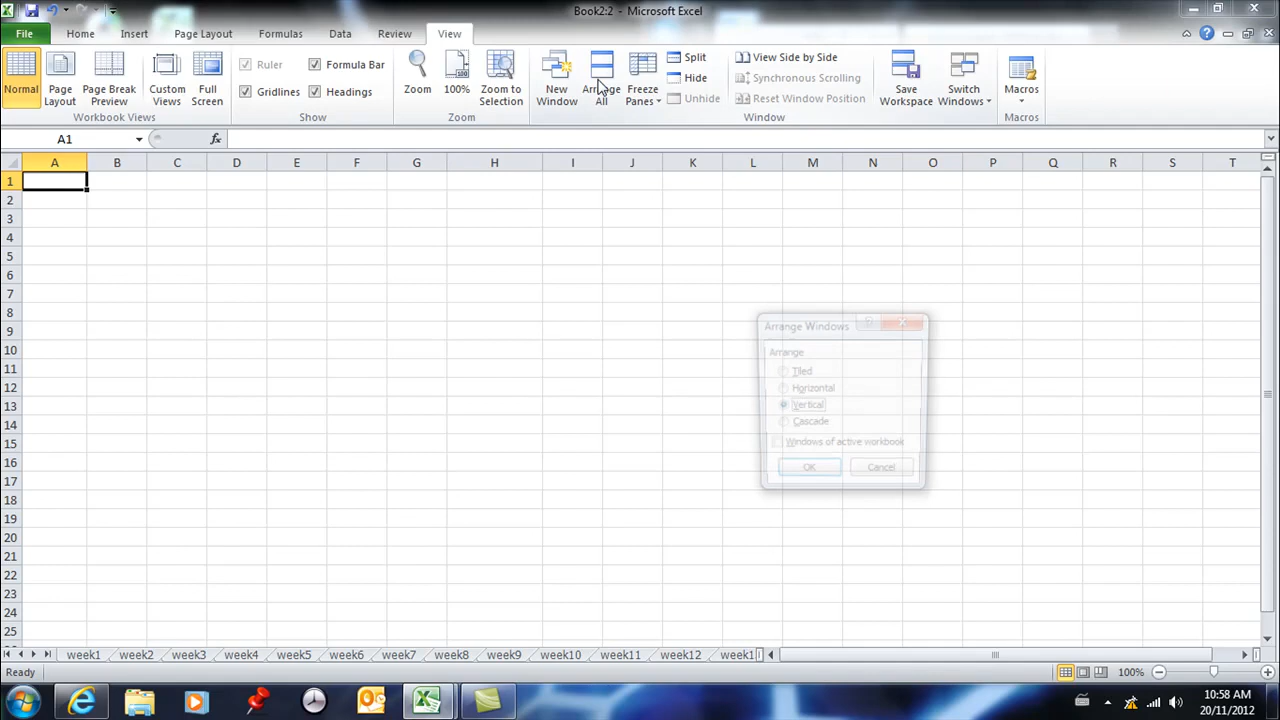 Book2:2 - Microsoft Excel
File Home Insert Page Layout Formulas Data Review View
Normal
Page Layout
Page Break Preview
Custom Views
Full Screen
Workbook Views
Ruler
Formula Bar
Gridlines
Headings
Show
Zoom
100%
Zoom to Selection
Zoom
New Window
Arrange All
Freeze Panes
Split
Hide
Unhide
View Side by Side
Synchronous Scrolling
Reset Window Position
Save Workspace
Switch Windows
Window
Macros
Macros
A1
fx
A B C D E F G H I J K L M N O P Q R S T
1
2
3
4
5
6
7
8
9
10
11
12
13
14
15
16
17
18
19
20
21
22
23
24
25
Arrange Windows
Arrange
Tiled
Horizontal
Vertical
Cascade
Windows of active workbook
OK Cancel
week1 week2 week3 week4 week5 week6 week7 week8 week9 week10 week11 week12 week1
Ready
100%
10:58 AM
20/11/2012